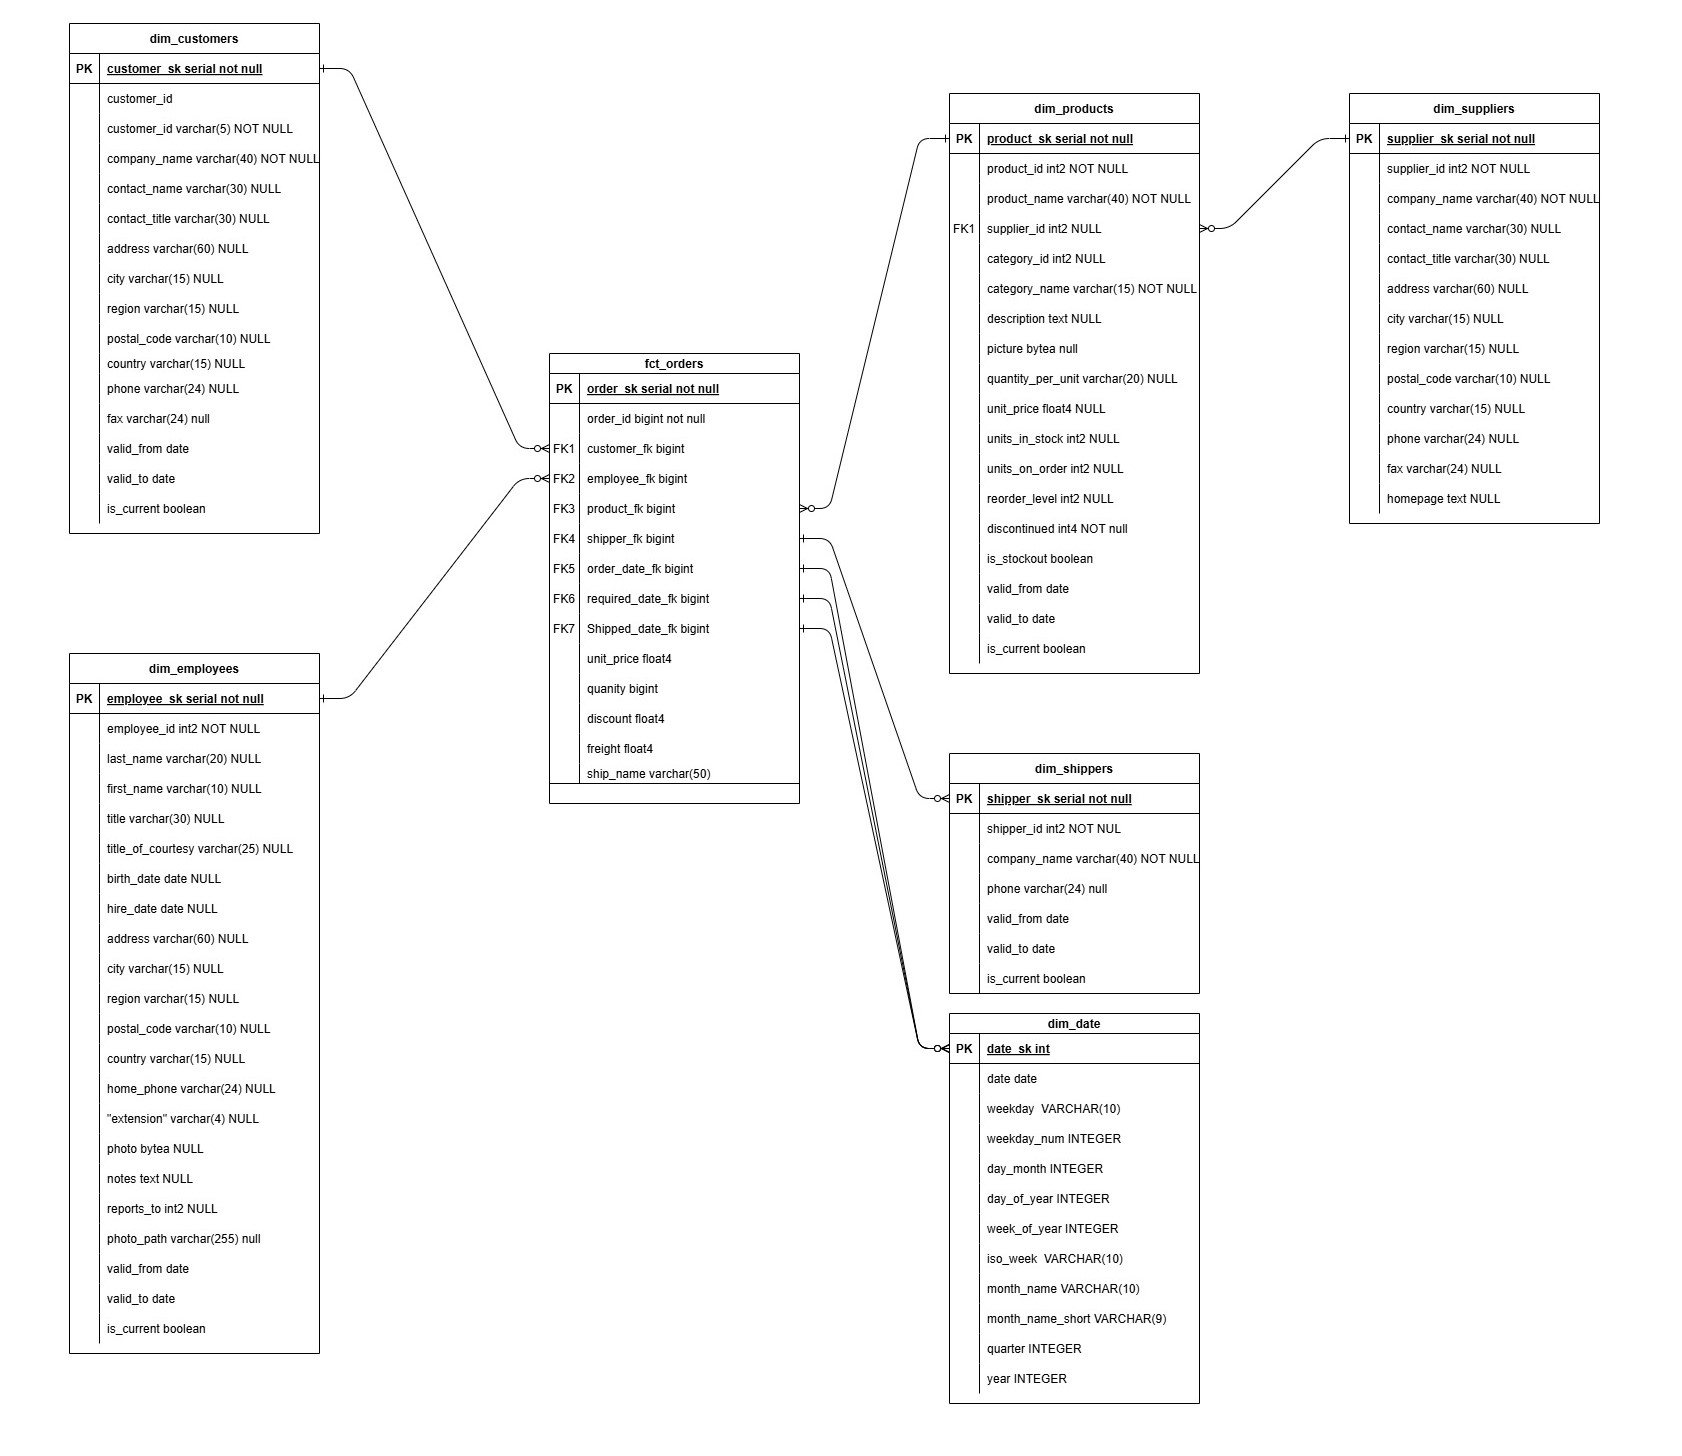 dim_customers
PK customer_sk serial not null
customer_id
customer_id varchar(5) NOT NULL
company_name varchar(40) NOT NULL
contact_name varchar(30) NULL
contact_title varchar(30) NULL
address varchar(60) NULL
city varchar(15) NULL
region varchar(15) NULL
postal_code varchar(10) NULL
country varchar(15) NULL
phone varchar(24) NULL
fax varchar(24) null
valid_from date
valid_to date
is_current boolean
dim_employees
PK employee_sk serial not null
employee_id int2 NOT NULL
last_name varchar(20) NULL
first_name varchar(10) NULL
title varchar(30) NULL
title_of_courtesy varchar(25) NULL
birth_date date NULL
hire_date date NULL
address varchar(60) NULL
city varchar(15) NULL
region varchar(15) NULL
postal_code varchar(10) NULL
country varchar(15) NULL
home_phone varchar(24) NULL
"extension" varchar(4) NULL
photo bytea NULL
notes text NULL
reports_to int2 NULL
photo_path varchar(255) null
valid_from date
valid_to date
is_current boolean
fct_orders
PK order_sk serial not null
order_id bigint not null
FK1 customer_fk bigint
FK2 employee_fk bigint
FK3 product_fk bigint
FK4 shipper_fk bigint
FK5 order_date_fk bigint
FK6 required_date_fk bigint
FK7 Shipped_date_fk bigint
unit_price float4
quanity bigint
discount float4
freight float4
ship_name varchar(50)
dim_products
PK product_sk serial not null
product_id int2 NOT NULL
product_name varchar(40) NOT NULL
FK1 supplier_id int2 NULL
category_id int2 NULL
category_name varchar(15) NOT NULL
description text NULL
picture bytea null
quantity_per_unit varchar(20) NULL
unit_price float4 NULL
units_in_stock int2 NULL
units_on_order int2 NULL
reorder_level int2 NULL
discontinued int4 NOT null
is_stockout boolean
valid_from date
valid_to date
is_current boolean
dim_suppliers
PK supplier_sk serial not null
supplier_id int2 NOT NULL
company_name varchar(40) NOT NULL
contact_name varchar(30) NULL
contact_title varchar(30) NULL
address varchar(60) NULL
city varchar(15) NULL
region varchar(15) NULL
postal_code varchar(10) NULL
country varchar(15) NULL
phone varchar(24) NULL
fax varchar(24) NULL
homepage text NULL
dim_shippers
PK shipper_sk serial not null
shipper_id int2 NOT NUL
company_name varchar(40) NOT NULL
phone varchar(24) null
valid_from date
valid_to date
is_current boolean
dim_date
PK date_sk int
date date
weekday  VARCHAR(10)
weekday_num INTEGER
day_month INTEGER
day_of_year INTEGER
week_of_year INTEGER
iso_week  VARCHAR(10)
month_name VARCHAR(10)
month_name_short VARCHAR(9)
quarter INTEGER
year INTEGER